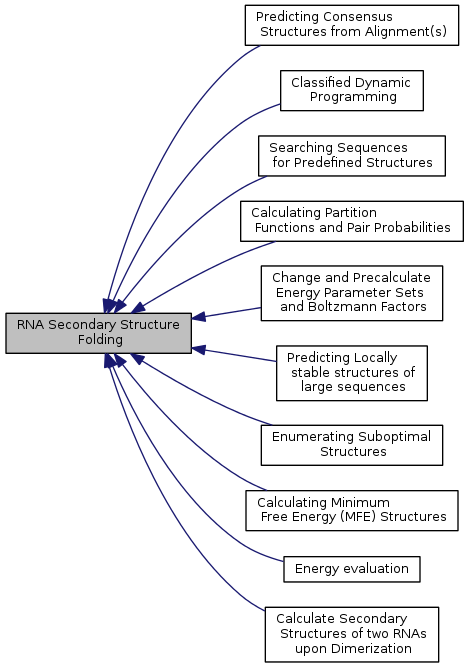 Predicting Consensus
Structures from Alignment(s)
Classified Dynamic
Programming
Searching Sequences
for Predefined Structures
Calculating Partition
Functions and Pair Probabilities
Change and Precalculate
Energy Parameter Sets
and Boltzmann Factors
RNA Secondary Structure
Folding
Predicting Locally
stable structures of
large sequences
Enumerating Suboptimal
Structures
Calculating Minimum
Free Energy (MFE) Structures
Energy evaluation
Calculate Secondary
Structures of two RNAs
upon Dimerization